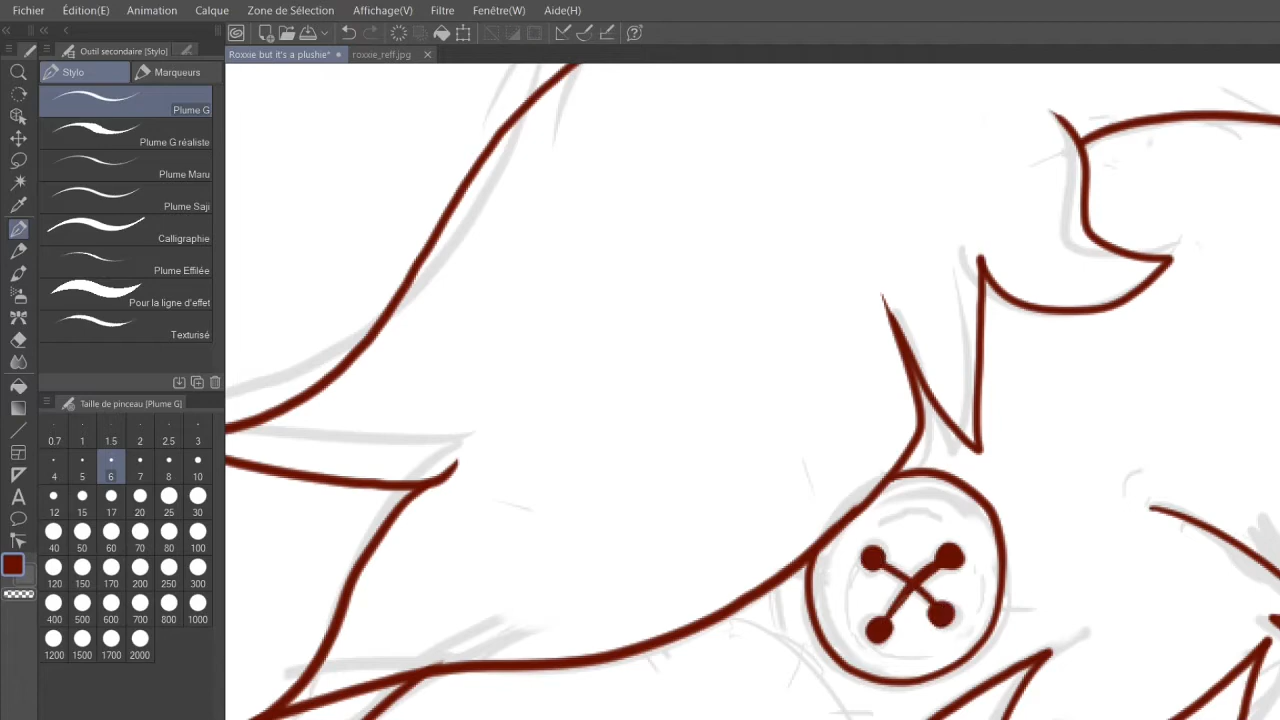 Fichier Édition(E) Animation Calque Zone de Sélection Affichage(V) Filtre Fenêtre(W) Aide(H)
Outil secondaire [Stylo]
Roxxie but it's a plushie* roxxie_reff.jpg
Stylo Marqueurs
Plume G
Plume G réaliste
Plume Maru
Plume Saji
Calligraphie
Plume Effilée
Pour la ligne d'effet
Texturisé
Taille de pinceau [Plume G]
0.7 1 1.5 2 2.5 3
4 5 6 7 8 10
12 15 17 20 25 30
40 50 60 70 80 100
120 150 170 200 250 300
400 500 600 700 800 1000
1200 1500 1700 2000